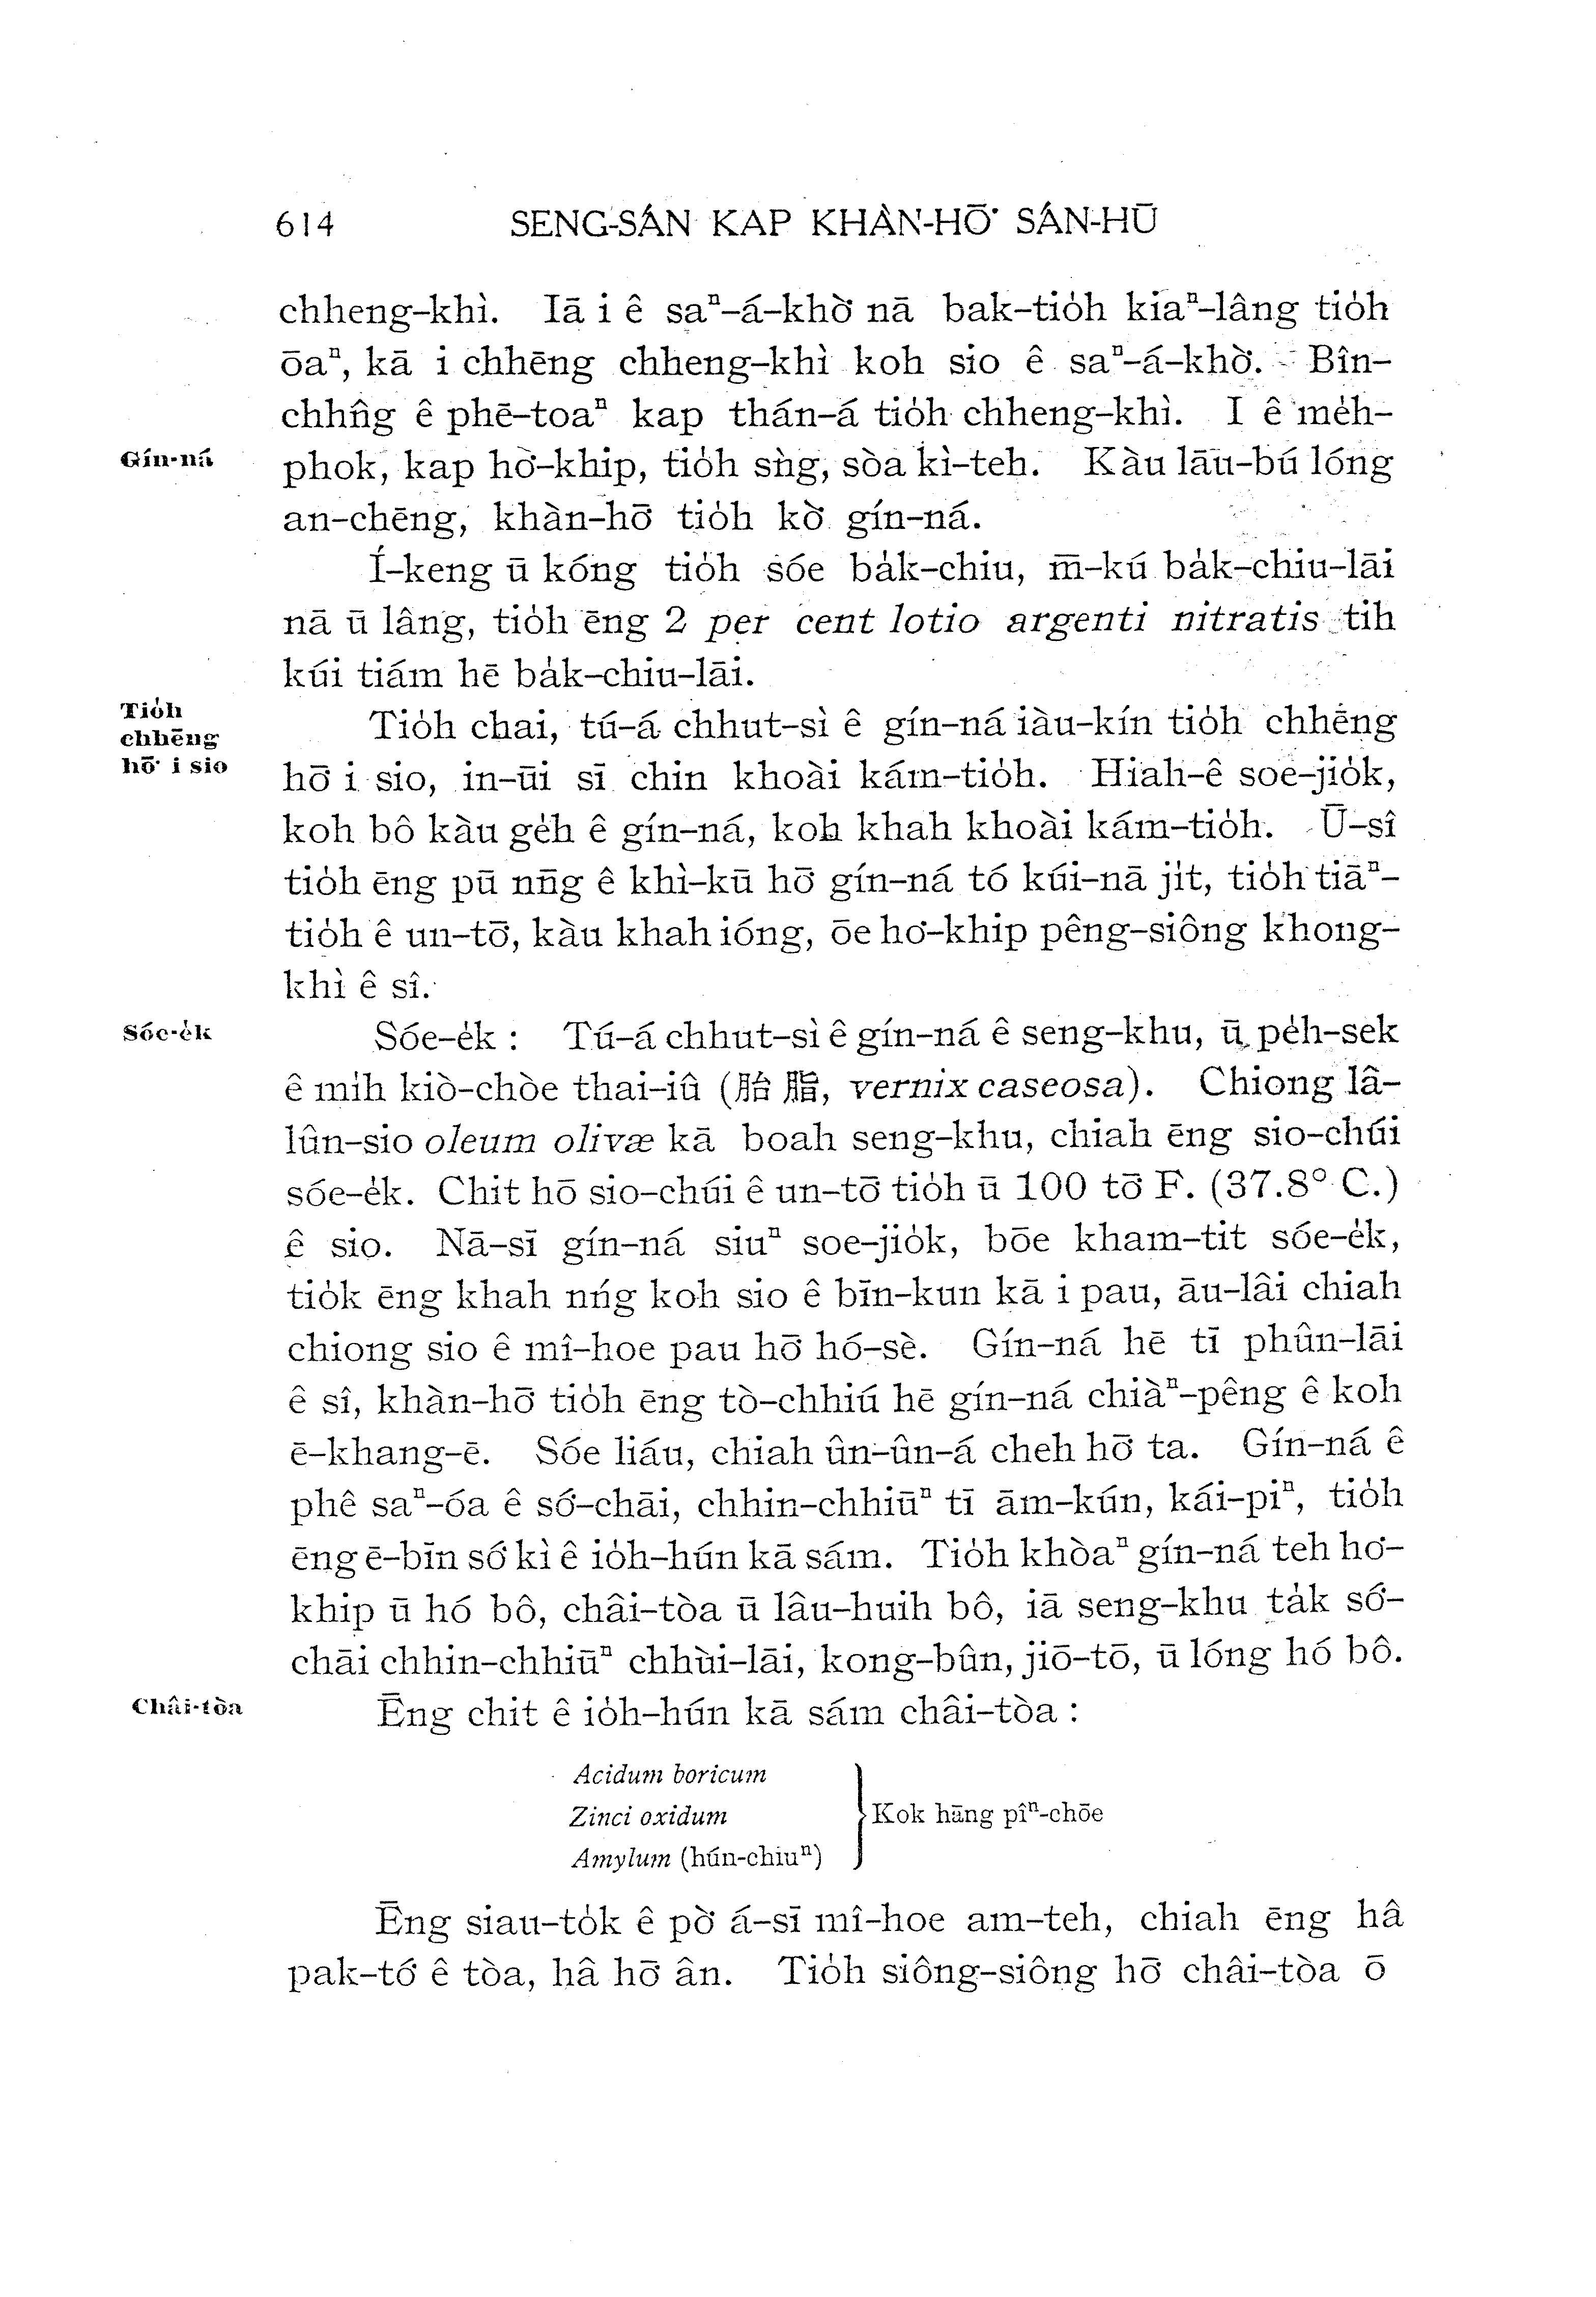 614 SENG-SÁN KAP KHÀN-HŌ͘ SÁN-HŪ
chheng-khì. Iā i ê saⁿ-á-khò͘ nā bak-tio̍h kiaⁿ-lâng tio̍h
ōaⁿ, kā i chhēng chheng-khì koh sio ê saⁿ-á-khò͘. Bîn-
chhn̂g ê phē-toaⁿ kap thán-á tio̍h chheng-khì. I ê me̍h-
Gín-ná
phok, kap hò͘-khip, tio̍h sǹg, sòa kì-teh. Kàu lāu-bú lóng
an-chēng, khàn-hō͘ tio̍h kò͘ gín-ná.
Í-keng ū kóng tio̍h sóe ba̍k-chiu, m̄-kú ba̍k-chiu-lāi
nā ū lâng, tio̍h ēng 2 per cent lotio argenti nitratis tih
kúi tiám hē ba̍k-chiu-lāi.
Tio̍h
chhēng
hō͘ i sio
Tio̍h chai, tú-á chhut-sì ê gín-ná iàu-kín tio̍h chhēng
hō͘ i sio, in-ūi sī chin khoài kám-tio̍h. Hiah-ê soe-jio̍k,
koh bô kàu ge̍h ê gín-ná, koh khah khoài kám-tio̍h. Ū-sî
tio̍h ēng pū nn̄g ê khì-kū hō͘ gín-ná tó kúi-nā ji̍t, tio̍h tiāⁿ-
tio̍h ê un-tō͘, kàu khah ióng, ōe ho͘-khip pêng-siông khong-
khì ê sî.
Sóe-e̍k
Sóe-e̍k : Tú-á chhut-sì ê gín-ná ê seng-khu, ū pe̍h-sek
ê mih kiò-chòe thai-iû (胎脂, vernix caseosa). Chiong lâ-
lûn-sio oleum olivæ kā boah seng-khu, chiah ēng sio-chúi
sóe-e̍k. Chit hō sio-chúi ê un-tō͘ tio̍h ū 100 tō͘ F. (37.8° C.)
ê sio. Nā-sī gín-ná siuⁿ soe-jio̍k, bōe kham-tit sóe-e̍k,
tio̍k ēng khah nńg koh sio ê bīn-kun kā i pau, āu-lâi chiah
chiong sio ê mî-hoe pau hō͘ hó-sè. Gín-ná hē tī phûn-lāi
ê sî, khàn-hō͘ tio̍h ēng tò-chhiú hē gín-ná chiàⁿ-pêng ê koh
ē-khang-ē. Sóe liáu, chiah ûn-ûn-á cheh hō͘ ta. Gín-ná ê
phê saⁿ-óa ê só͘-chāi, chhin-chhiūⁿ tī ām-kún, kái-piⁿ, tio̍h
ēng ē-bīn só͘ kì ê io̍h-hún kā sám. Tio̍h khòaⁿ gín-ná teh ho͘-
khip ū hó bô, châi-tòa ū lâu-huih bô, iā seng-khu ta̍k só͘-
chāi chhin-chhiūⁿ chhùi-lāi, kong-bûn, jiō-tō, ū lóng hó bô.
Châi-tòa
Ēng chit ê io̍h-hún kā sám châi-tòa :
Acidum boricum
Zinci oxidum
Amylum (hún-chiuⁿ)
Kok hāng pîⁿ-chōe
Ēng siau-to̍k ê pò͘ á-sī mî-hoe am-teh, chiah ēng hâ
pak-tó͘ ê tòa, hâ hō͘ ân. Tio̍h siông-siông hō͘ châi-tòa ō